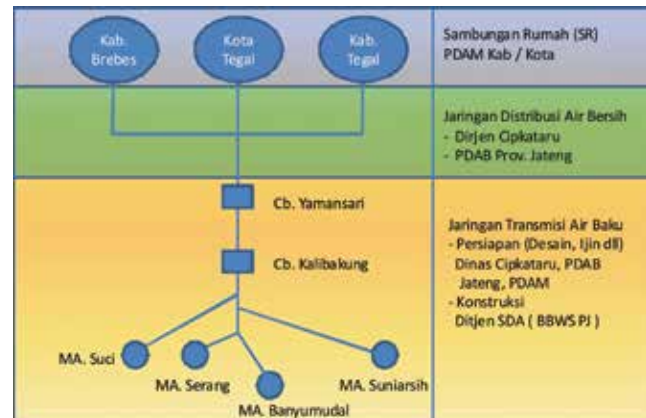 Kab.
Brebes
Kota
Tegal
Kab.
Tegal
Sambungan Rumah (SR)
PDAM Kab / Kota
Jaringan Distribusi Air Bersih
- Dirjen Cipkataru
- PDAB Prov. Jateng
Cb. Yamansari
Cb. Kalibakung
MA. Suci
MA. Serang
MA. Banyumudal
MA. Suniarsih
Jaringan Transmisi Air Baku
- Persiapan (Desain, Ijin dll)
Dinas Cipkataru, PDAB
Jateng, PDAM
- Konstruksi
Ditjen SDA ( BBWS PJ )